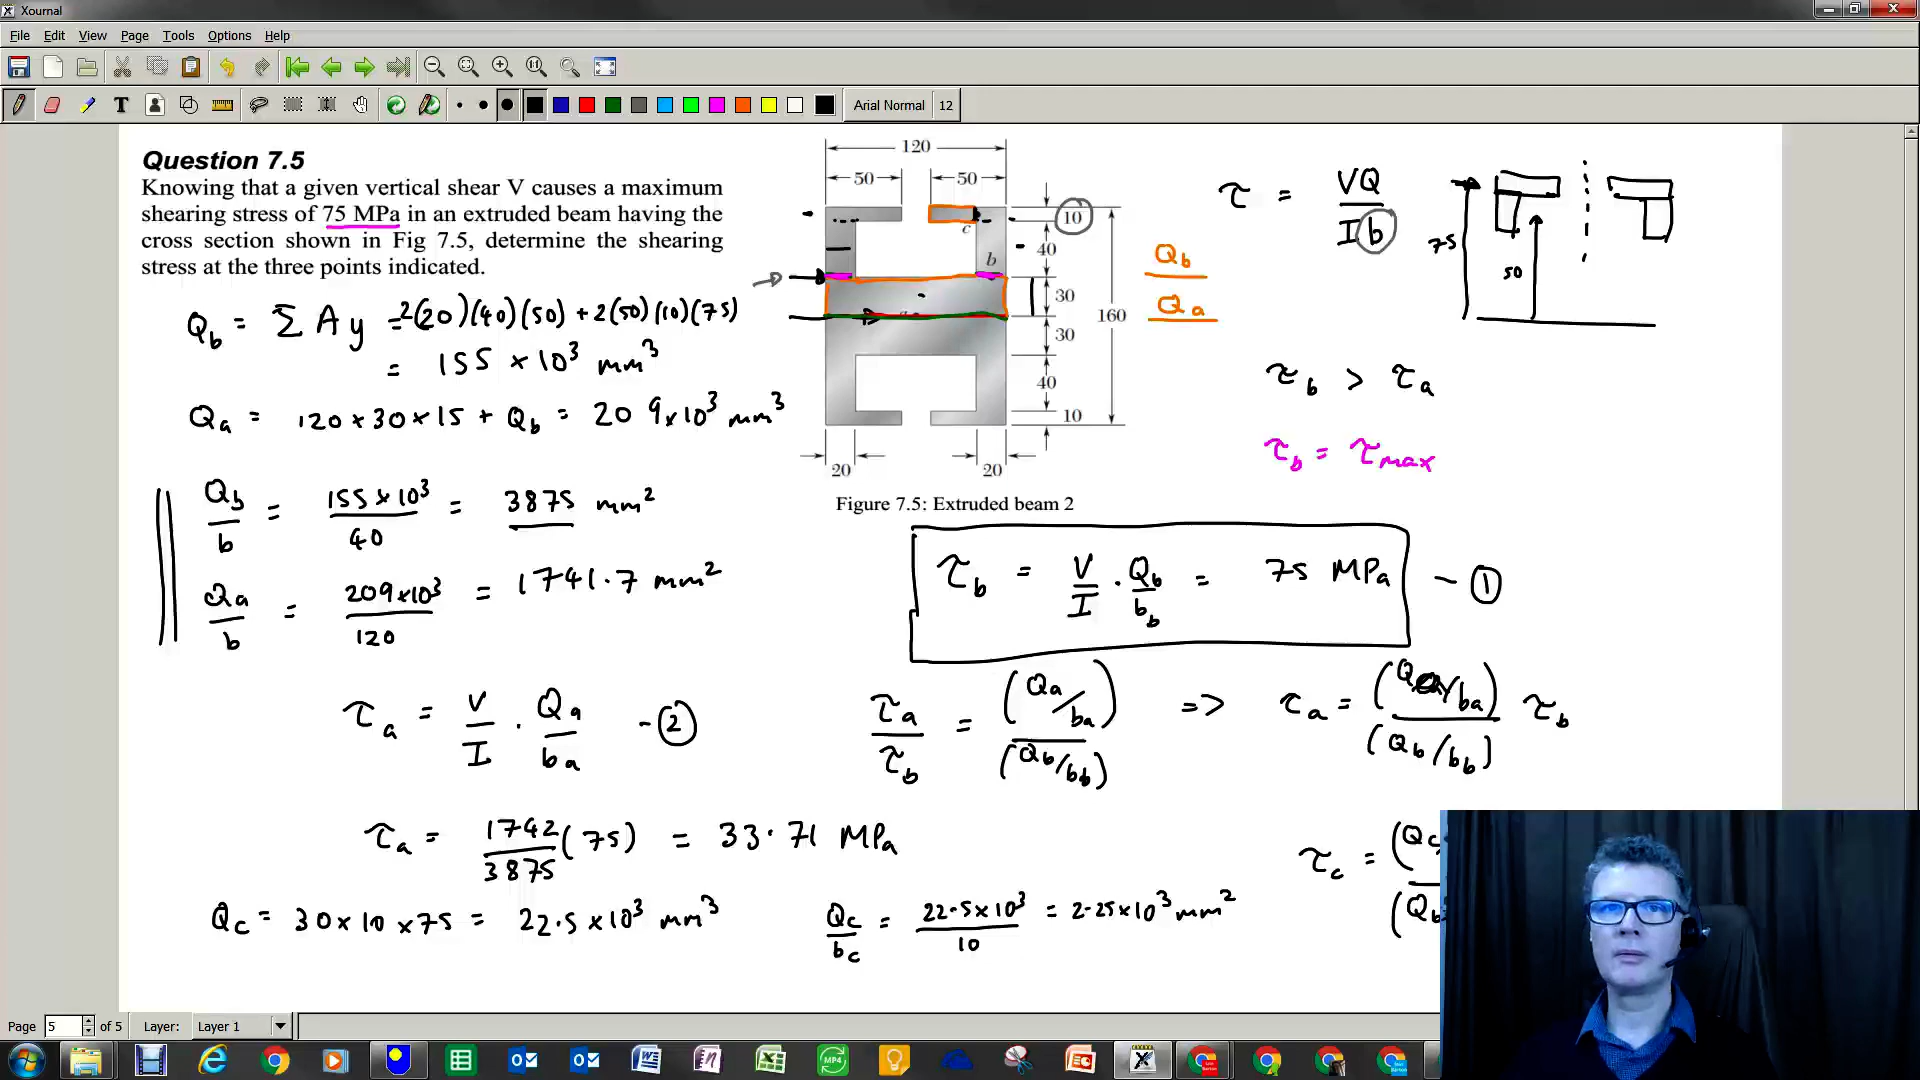 Xournal
File Edit View Page Tools Options Help
Arial Normal 12
Question 7.5
Knowing that a given vertical shear V causes a maximum
shearing stress of 75 MPa in an extruded beam having the
cross section shown in Fig 7.5, determine the shearing
stress at the three points indicated.
Qb = Σ A y = 2(20)(40)(50) + 2(50)(10)(75)
= 155 × 10³ mm³
Qa = 120 × 30 × 15 + Qb = 209 × 10³ mm³
Qb/b = 155 × 10³/40 = 3875 mm²
Qa/b = 209 × 10³/120 = 1741.7 mm²
120
50 50
10
c
40
b
30
a
160
30
40
10
20 20
Figure 7.5: Extruded beam 2
Qb
Qa
τ = VQ/Ib
75
50
τb > τa
τb = τmax
τb = V/I · Qb/bb = 75 MPa - ①
τa = V/I · Qa/ba - ②
τa/τb = (Qa/ba)/(Qb/bb) => τa = (Qa/ba)/(Qb/bb) τb
τa = 1742/3875 (75) = 33.71 MPa
τc = (Qc
(Qb
Qc = 30 × 10 × 75 = 22.5 × 10³ mm³
Qc/bc = 22.5 × 10³/10 = 2.25 × 10³ mm²
Page 5 of 5 Layer: Layer 1
MP4